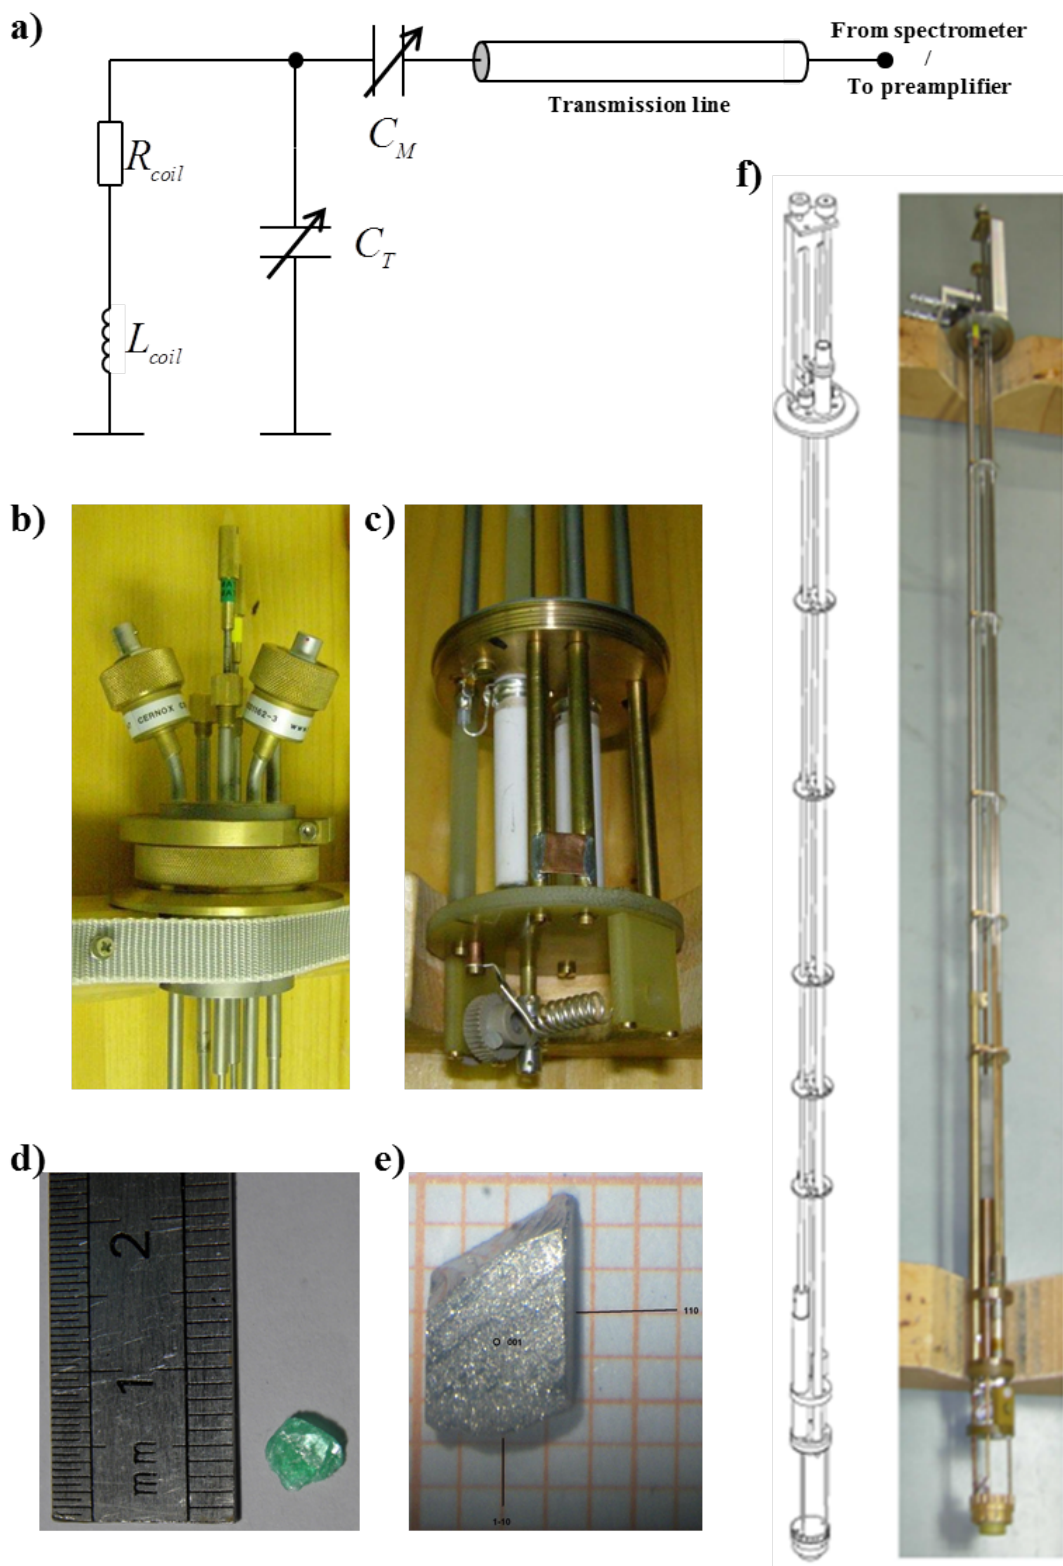 a)
From spectrometer
/
To preamplifier
Transmission line
C_M
R_coil
C_T
L_coil
f)
b)
c)
CERNOX
d)
e)
2
1
mm
110
001
1-10